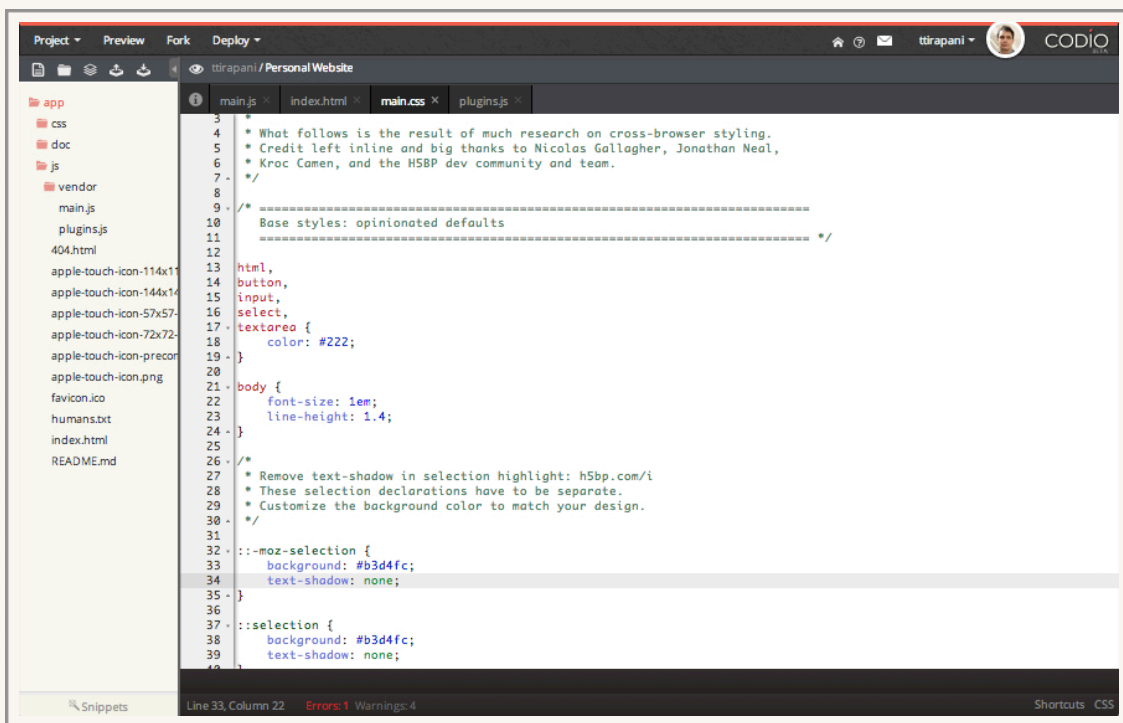 Project Preview Fork Deploy ttirapani CODIO
BETA
ttirapani / Personal Website
app
css
doc
js
vendor
main.js
plugins.js
404.html
apple-touch-icon-114x11
apple-touch-icon-144x14
apple-touch-icon-57x57-
apple-touch-icon-72x72-
apple-touch-icon-precor
apple-touch-icon.png
favicon.ico
humans.txt
index.html
README.md
Snippets
main.js × index.html × main.css × plugins.js ×
3 *
4 * What follows is the result of much research on cross-browser styling.
5 * Credit left inline and big thanks to Nicolas Gallagher, Jonathan Neal,
6 * Kroc Camen, and the H5BP dev community and team.
7 */
8
9 /* ==========================================================================
10 Base styles: opinionated defaults
11 ========================================================================== */
12
13 html,
14 button,
15 input,
16 select,
17 textarea {
18 color: #222;
19 }
20
21 body {
22 font-size: 1em;
23 line-height: 1.4;
24 }
25
26 /*
27 * Remove text-shadow in selection highlight: h5bp.com/i
28 * These selection declarations have to be separate.
29 * Customize the background color to match your design.
30 */
31
32 ::-moz-selection {
33 background: #b3d4fc;
34 text-shadow: none;
35 }
36
37 ::selection {
38 background: #b3d4fc;
39 text-shadow: none;
Line 33, Column 22 Errors: 1 Warnings: 4 Shortcuts CSS